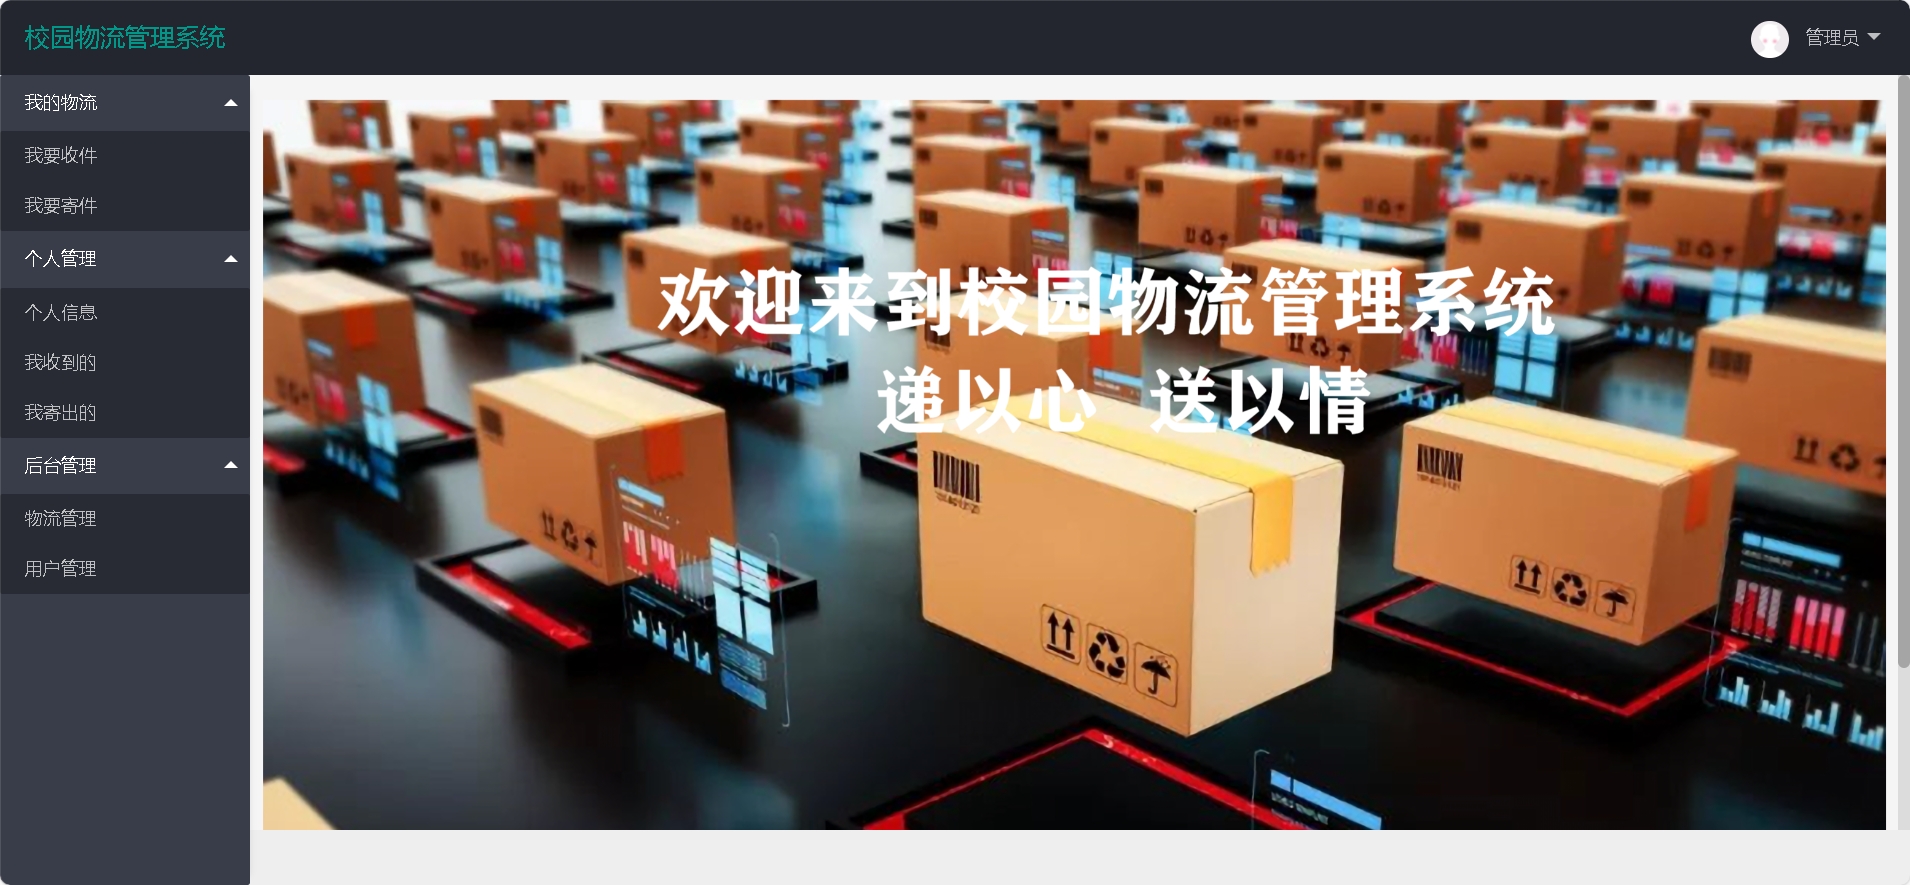 校园物流管理系统
管理员
我的物流
我要收件
我要寄件
个人管理
个人信息
我收到的
我寄出的
后台管理
物流管理
用户管理
欢迎来到校园物流管理系统
递以心 送以情